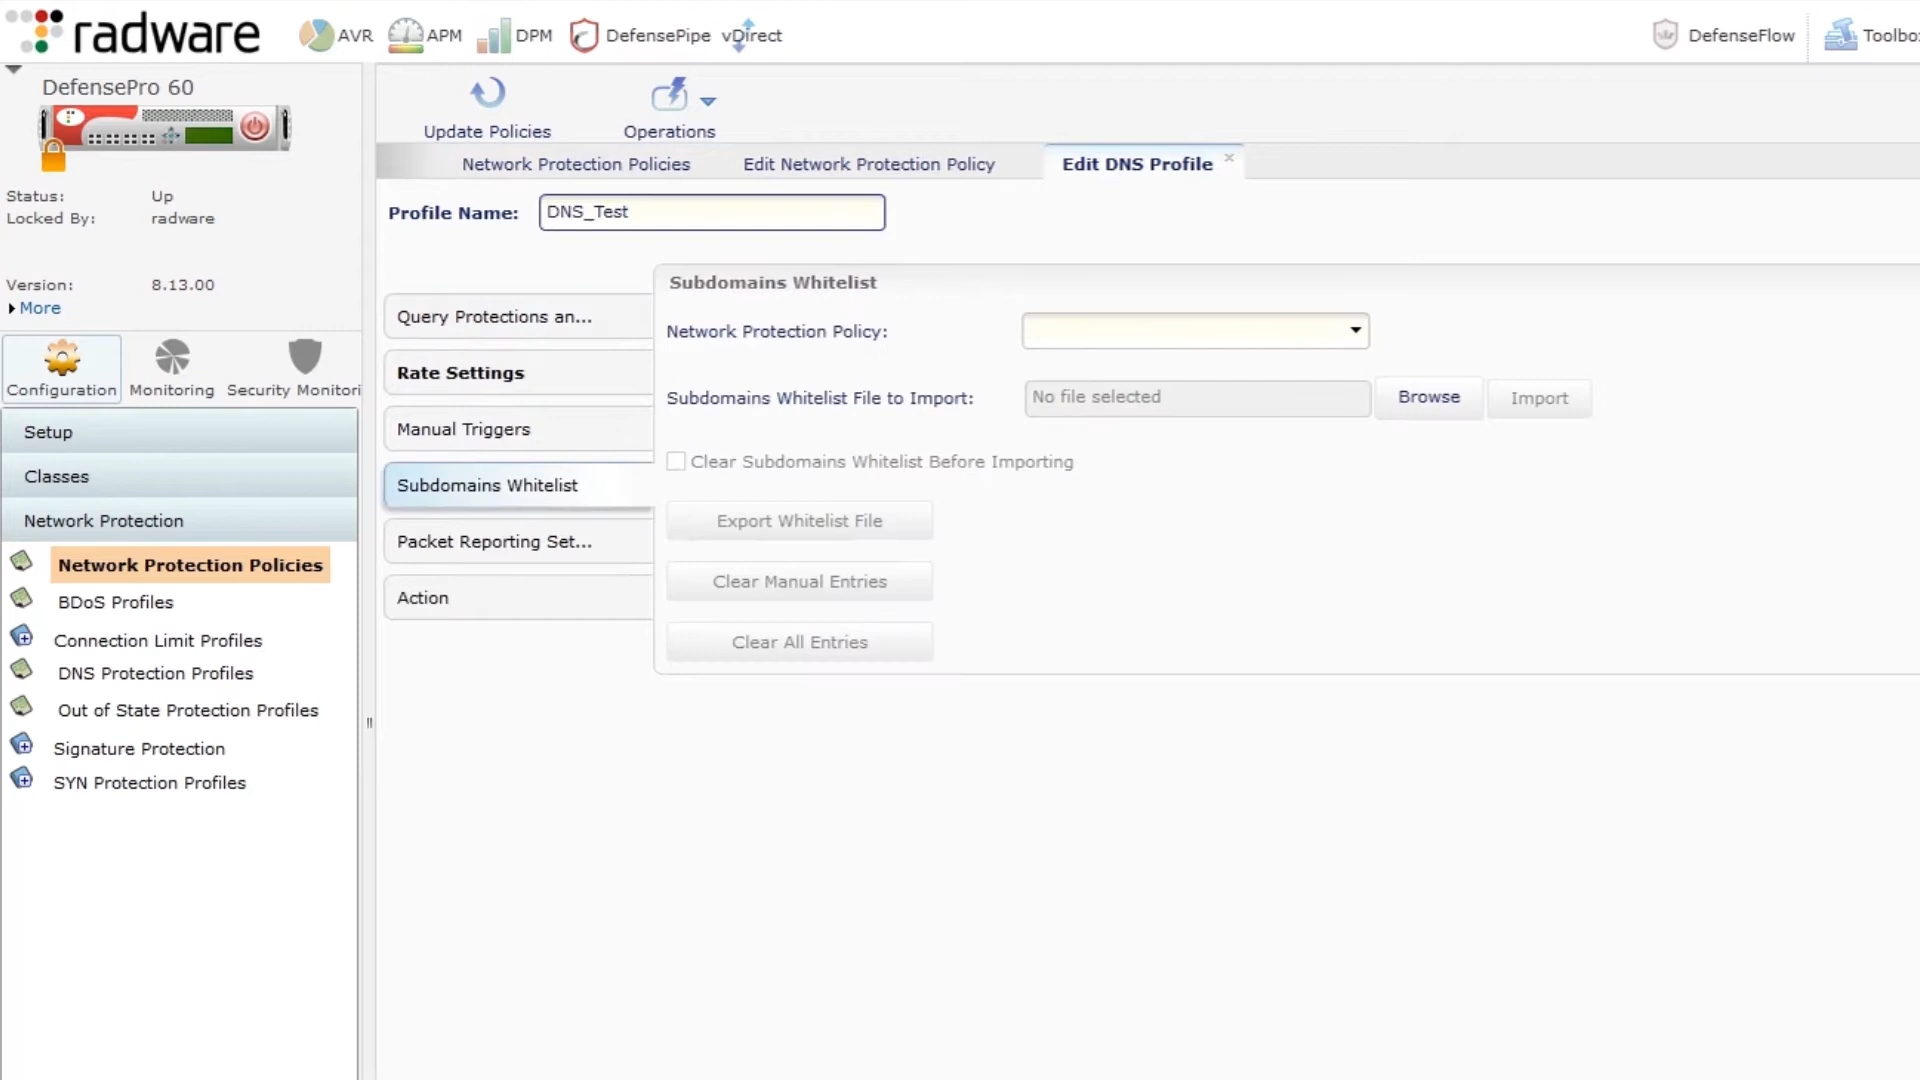 radware AVR APM DPM DefensePipe vDirect DefenseFlow Toolbo
DefensePro 60
Status: Up
Locked By: radware
Version: 8.13.00
More
Configuration Monitoring Security Monitori
Setup
Classes
Network Protection
Network Protection Policies
BDoS Profiles
Connection Limit Profiles
DNS Protection Profiles
Out of State Protection Profiles
Signature Protection
SYN Protection Profiles
Update Policies Operations
Network Protection Policies Edit Network Protection Policy Edit DNS Profile
Profile Name: DNS_Test
Query Protections an...
Rate Settings
Manual Triggers
Subdomains Whitelist
Packet Reporting Set...
Action
Subdomains Whitelist
Network Protection Policy:
Subdomains Whitelist File to Import: No file selected Browse Import
Clear Subdomains Whitelist Before Importing
Export Whitelist File
Clear Manual Entries
Clear All Entries